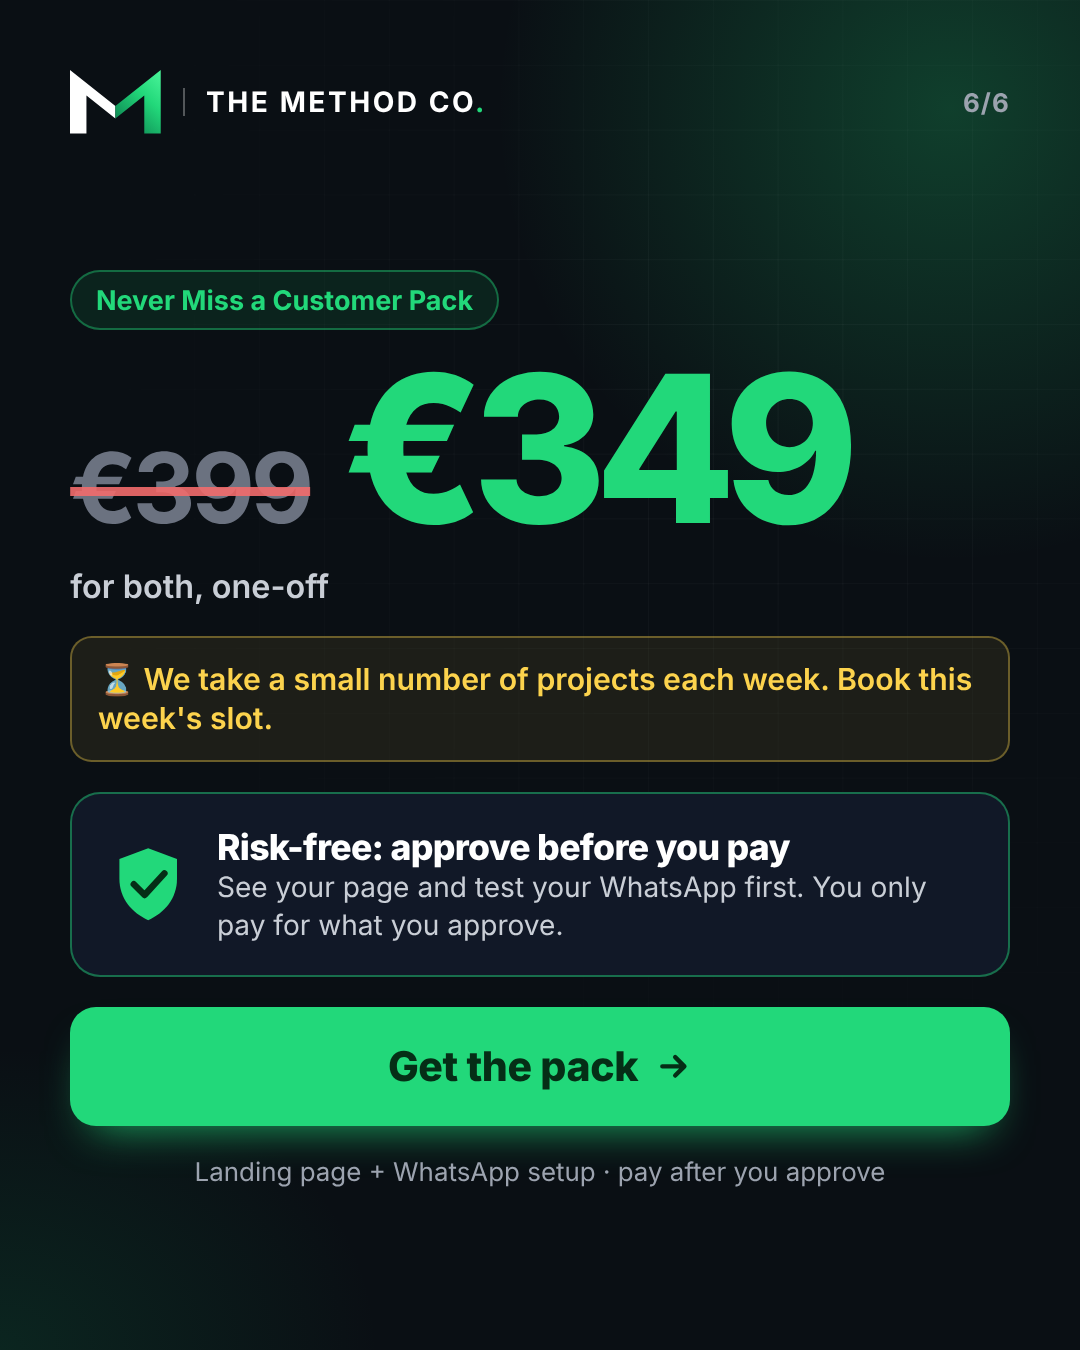 THE METHOD CO.
6/6
Never Miss a Customer Pack
€399 €349
for both, one-off
⏳ We take a small number of projects each week. Book this
week's slot.
Risk-free: approve before you pay
See your page and test your WhatsApp first. You only
pay for what you approve.
Get the pack →
Landing page + WhatsApp setup · pay after you approve